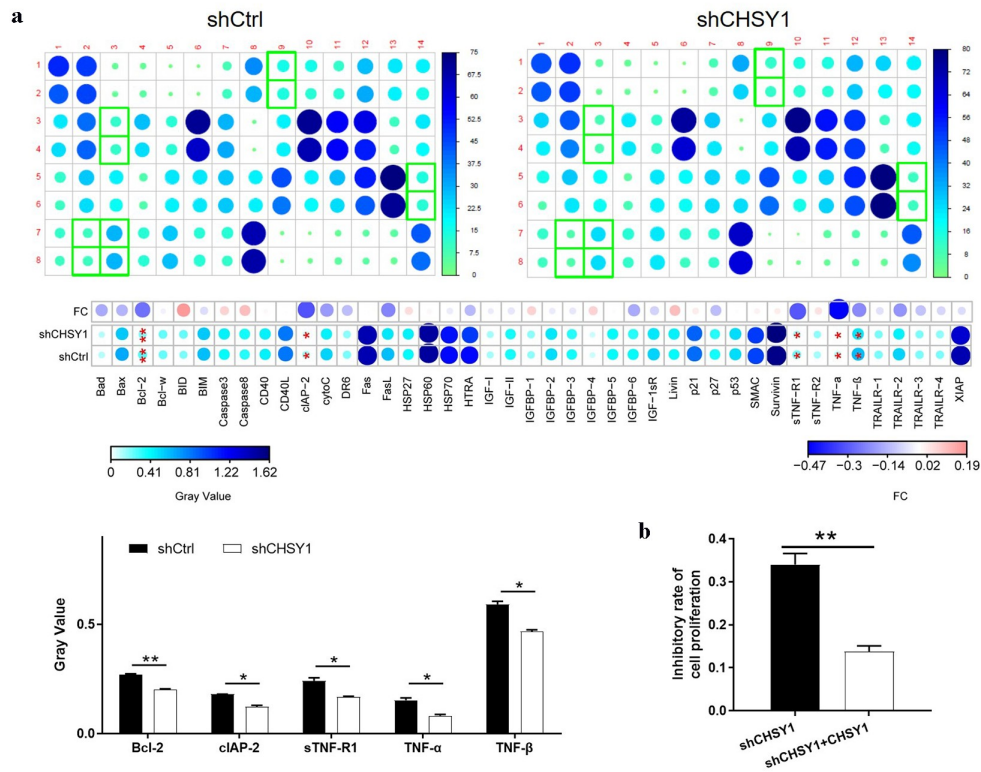 a
shCtrl
shCHSY1
1 2 3 4 5 6 7 8 9 10 11 12 13 14
1
2
3
4
5
6
7
8
75
67.5
60
52.5
45
37.5
30
22.5
15
7.5
0
1 2 3 4 5 6 7 8 9 10 11 12 13 14
1
2
3
4
5
6
7
8
80
72
64
56
48
40
32
24
16
8
0
FC
shCHSY1 ** * * * *
shCtrl ** * * * *
Bad Bax Bcl-2 Bcl-w BID BIM Caspase3 Caspase8 CD40 CD40L cIAP-2 cytoC DR6 Fas FasL HSP27 HSP60 HSP70 HTRA IGF-I IGF-II IGFBP-1 IGFBP-2 IGFBP-3 IGFBP-4 IGFBP-5 IGFBP-6 IGF-1sR Livin p21 p27 p53 SMAC Survivin sTNF-R1 sTNF-R2 TNF-a TNF-ß TRAILR-1 TRAILR-2 TRAILR-3 TRAILR-4 XIAP
0 0.41 0.81 1.22 1.62
Gray Value
−0.47 −0.3 −0.14 0.02 0.19
FC
shCtrl shCHSY1
Gray Value
0.5
0.0
** * * * *
Bcl-2 cIAP-2 sTNF-R1 TNF-α TNF-β
b
Inhibitory rate of
cell proliferation
0.4
0.3
0.2
0.1
0.0
**
shCHSY1
shCHSY1+CHSY1